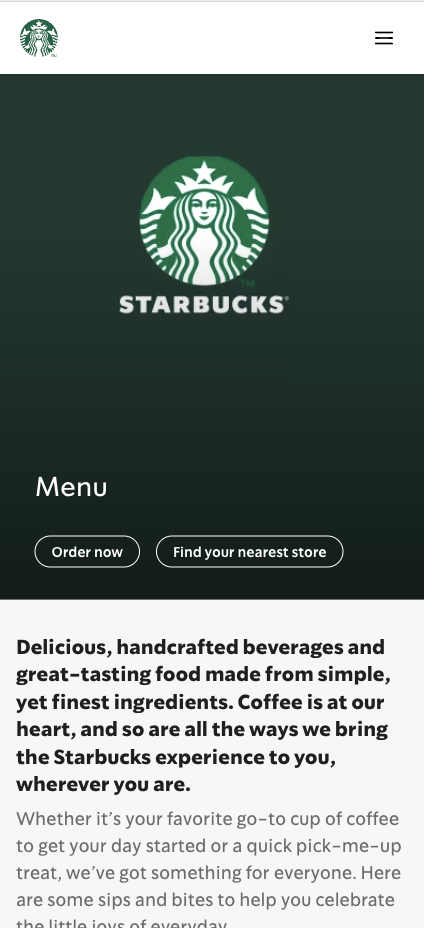 TM
STARBUCKS®
Menu
Order now
Find your nearest store
Delicious, handcrafted beverages and
great-tasting food made from simple,
yet finest ingredients. Coffee is at our
heart, and so are all the ways we bring
the Starbucks experience to you,
wherever you are.
Whether it’s your favorite go-to cup of coffee
to get your day started or a quick pick-me-up
treat, we’ve got something for everyone. Here
are some sips and bites to help you celebrate
the little joys of everyday.